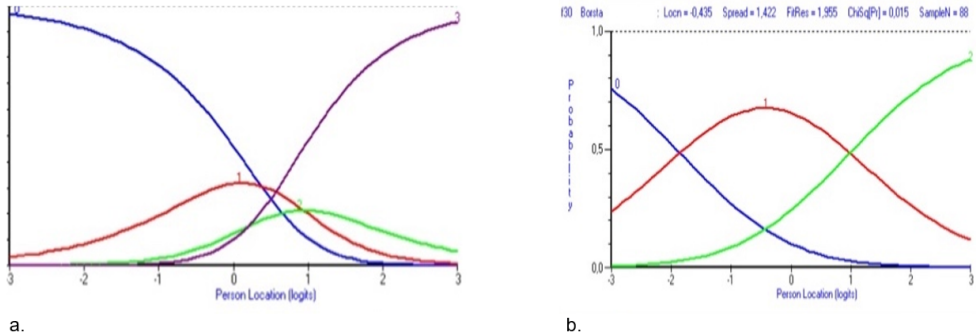 f30 Borsta : Locn = -0,435 Spread = 1,422 FitRes = 1,955 ChiSq[Pr] = 0,015 SampleN = 88
0
1
2
3
-3 -2 -1 0 1 2 3
Person Location (logits)
a.
Probability
1,0
0,5
0,0
0
1
2
-3 -2 -1 0 1 2 3
Person Location (logits)
b.